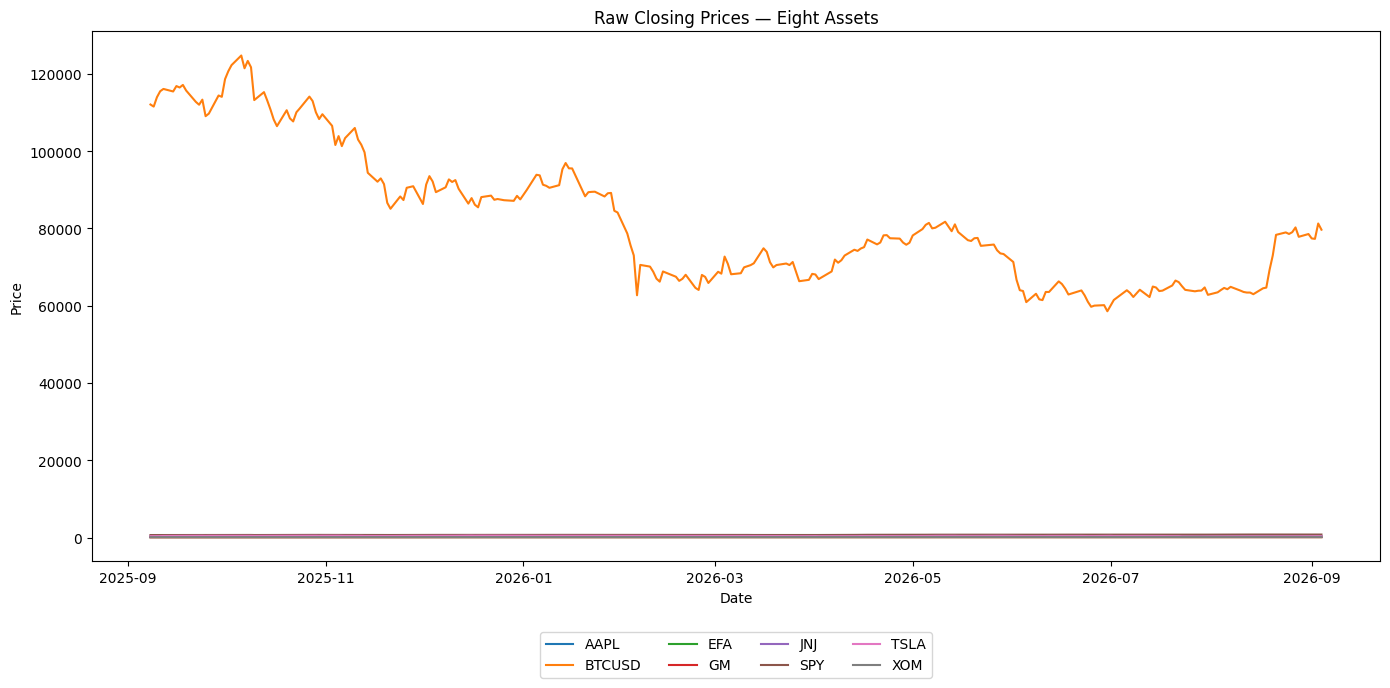 Raw Closing Prices — Eight Assets
Price
120000
100000
80000
60000
40000
20000
0
2025-09 2025-11 2026-01 2026-03 2026-05 2026-07 2026-09
Date
AAPL EFA JNJ TSLA
BTCUSD GM SPY XOM